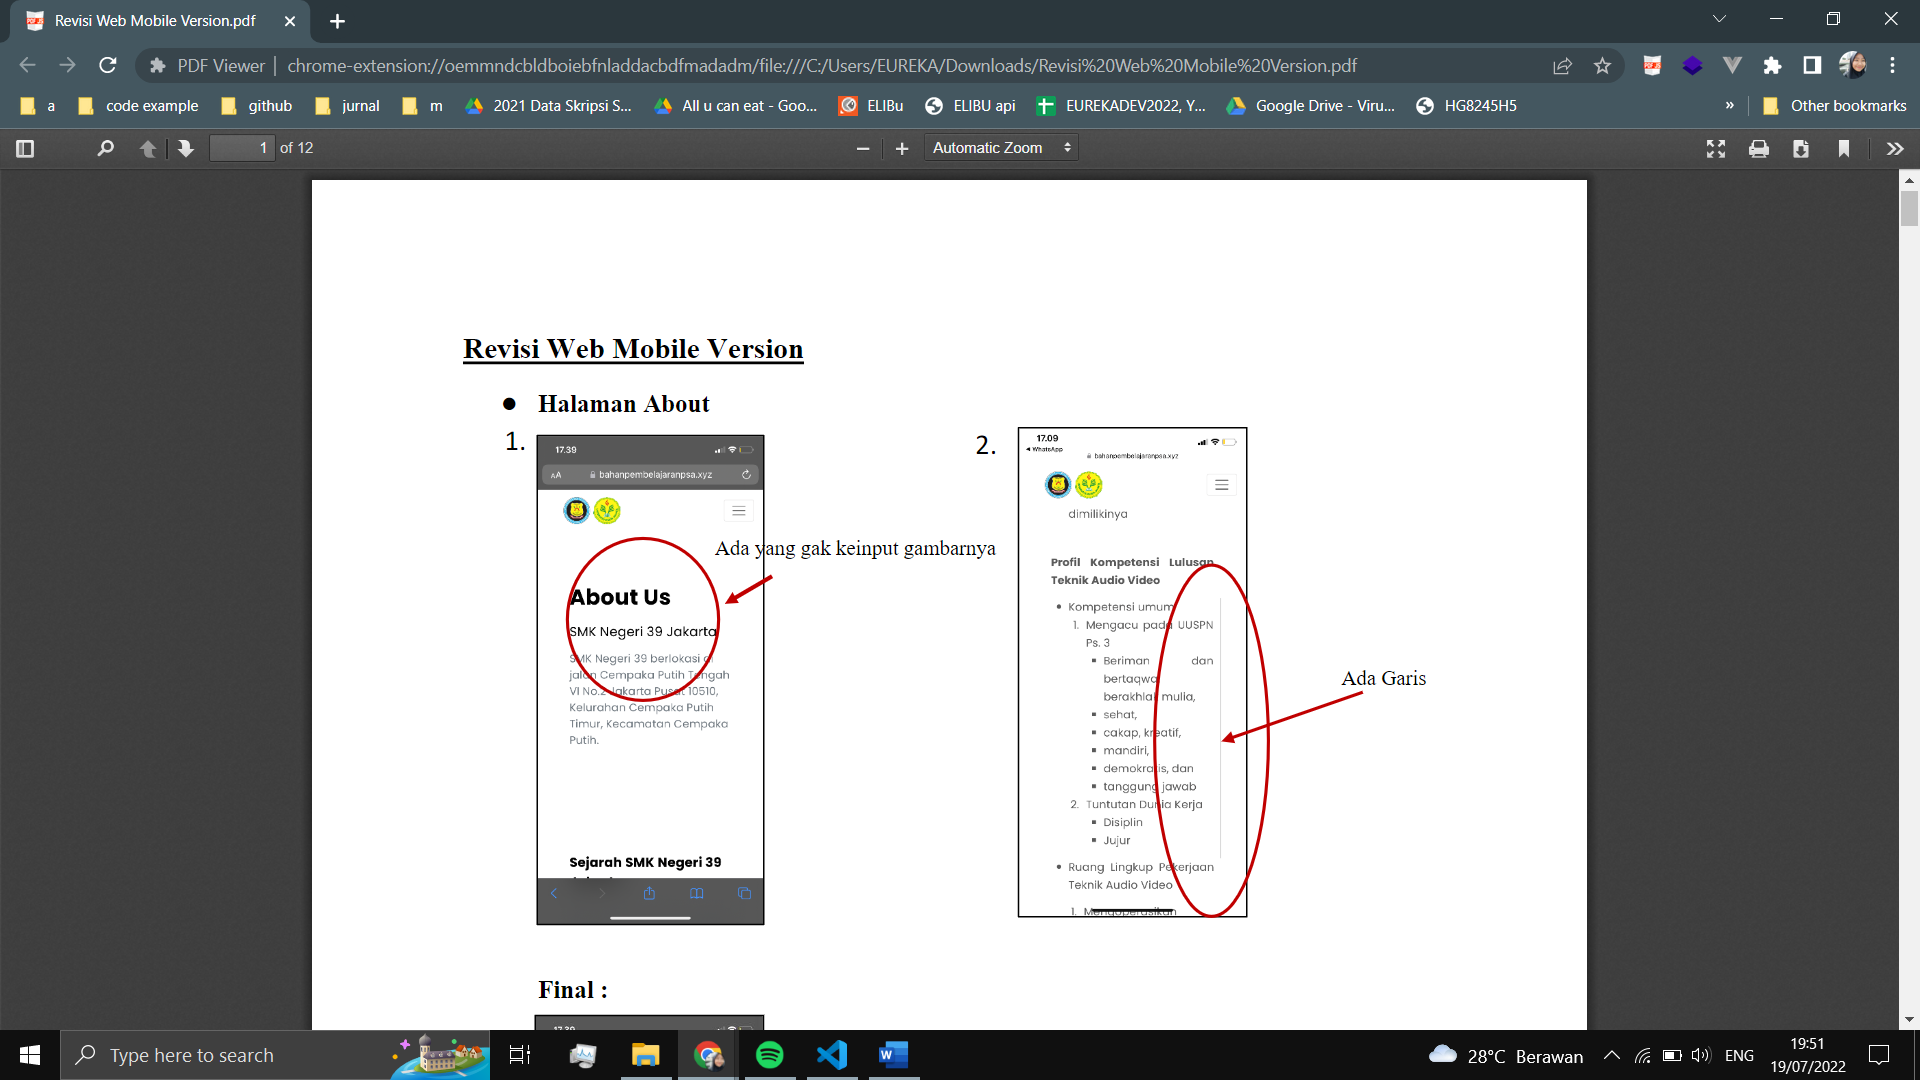 Revisi Web Mobile Version.pdf
PDF Viewer
chrome-extension://oemmndcbldboiebfnladdacbdfmadadm/file:///C:/Users/EUREKA/Downloads/Revisi%20Web%20Mobile%20Version.pdf
a
code example
github
jurnal
m
2021 Data Skripsi S...
All u can eat - Goo...
ELIBu
ELIBU api
EUREKADEV2022, Y...
Google Drive - Viru...
HG8245H5
»
Other bookmarks
1 of 12
Automatic Zoom
Revisi Web Mobile Version
● Halaman About
1.
17.39
AA
bahanpembelajaranpsa.xyz
About Us
SMK Negeri 39 Jakarta
SMK Negeri 39 berlokasi di
jalan Cempaka Putih Tengah
VI No.2 Jakarta Pusat 10510,
Kelurahan Cempaka Putih
Timur, Kecamatan Cempaka
Putih.
Sejarah SMK Negeri 39
Ada yang gak keinput gambarnya
2.
17.09
WhatsApp
bahanpembelajaranpsa.xyz
dimilikinya
Profil Kompetensi Lulusan
Teknik Audio Video
Kompetensi umum
1. Mengacu pada UUSPN
Ps. 3
Beriman dan
bertaqwa
berakhlak mulia,
sehat,
cakap, kreatif,
mandiri,
demokratis, dan
tanggung jawab
2. Tuntutan Dunia Kerja
Disiplin
Jujur
Ruang Lingkup Pekerjaan
Teknik Audio Video
1. Mengoperasikan
Ada Garis
Final :
17.39
Type here to search
28°C Berawan
ENG
19:51
19/07/2022